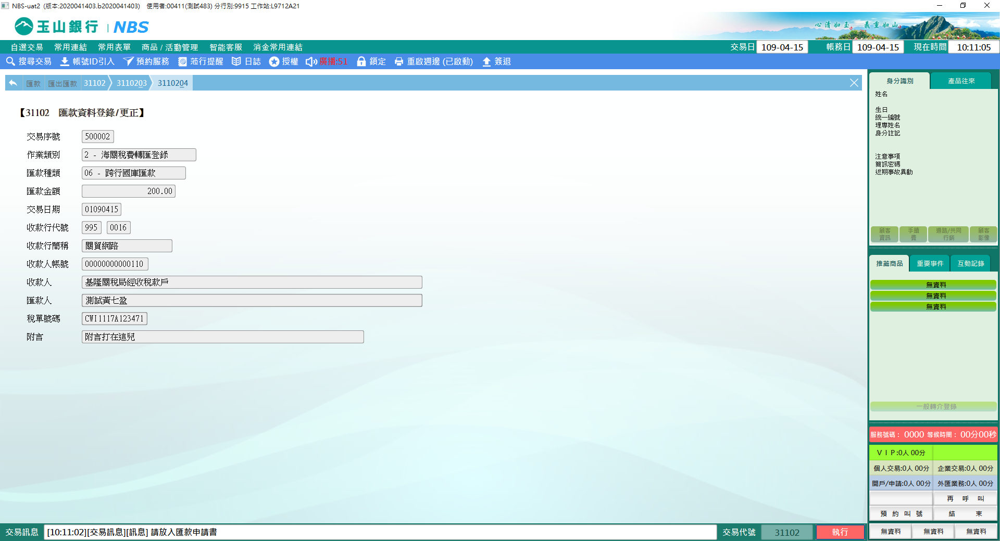 NBS-uat2 (版本:2020041403.b2020041403) 使用者:00411(測試483) 分行別:9915 工作站:L9712A21
玉山銀行 | NBS
心清如玉。義重如山。
自選交易 常用連結 常用表單 商品 / 活動管理 智能客服 消金常用連結 交易日 109-04-15 帳務日 109-04-15 現在時間 10:11:05
搜尋交易 帳號ID引入 預約服務 蒞行提醒 日誌 授權 廣播:51 鎖定 重啟週邊 (已啟動) 簽退
匯款 匯出匯款 31102 3110203 3110204
【31102 匯款資料登錄/更正】
交易序號 500002
作業類別 2 - 海關稅費轉匯登錄
匯款種類 06 - 跨行國庫匯款
匯款金額 200.00
交易日期 01090415
收款行代號 995 0016
收款行簡稱 關貿網路
收款人帳號 00000000000110
收款人 基隆關稅局經收稅款戶
匯款人 測試黃七盈
稅單號碼 CWI1117A123471
附言 附言打在這兒
身分識別 產品往來
姓名
生日
統一編號
理專姓名
身分註記
注意事項
簡訊密碼
近期事故異動
顧客資訊 手續費 通路/共同行銷 顧客影像
推薦商品 重要事件 互動記錄
無資料
無資料
無資料
一般轉介登錄
服務號碼： 0000 等候時間： 00分00秒
ＶＩＰ:0人 00分
個人交易:0人 00分 企業交易:0人 00分
開戶/申請:0人 00分 外匯業務:0人 00分
再 呼 叫
預 約 叫 號 結 束
無資料 無資料 無資料
交易訊息 [10:11:02][交易訊息][訊息] 請放入匯款申請書 交易代號 31102 執行